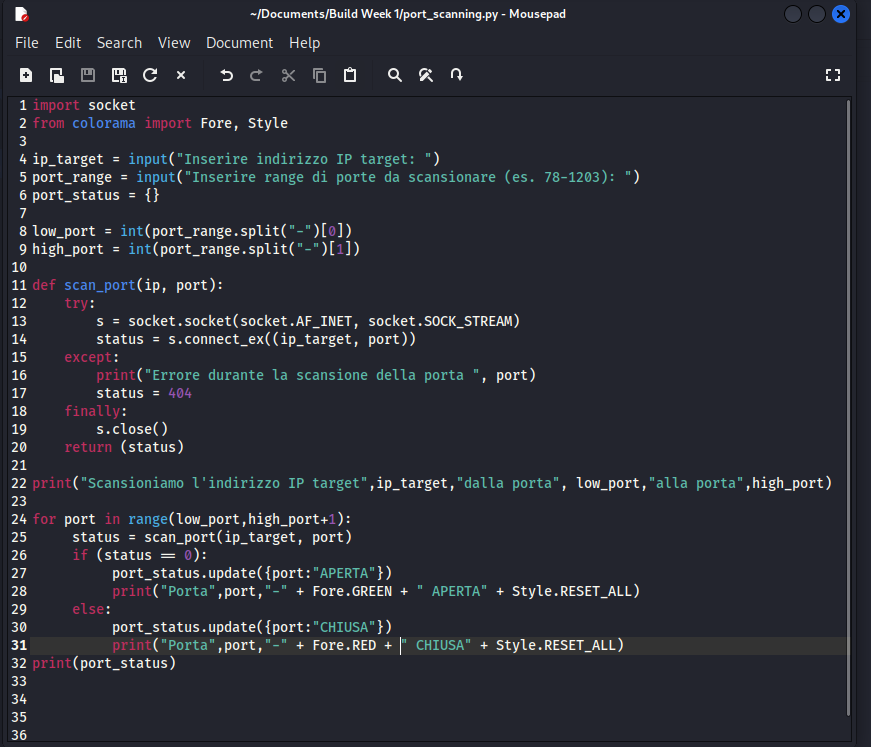 ~/Documents/Build Week 1/port_scanning.py - Mousepad
File Edit Search View Document Help
1 import socket
2 from colorama import Fore, Style
3
4 ip_target = input("Inserire indirizzo IP target: ")
5 port_range = input("Inserire range di porte da scansionare (es. 78-1203): ")
6 port_status = {}
7
8 low_port = int(port_range.split("-")[0])
9 high_port = int(port_range.split("-")[1])
10
11 def scan_port(ip, port):
12     try:
13         s = socket.socket(socket.AF_INET, socket.SOCK_STREAM)
14         status = s.connect_ex((ip_target, port))
15     except:
16         print("Errore durante la scansione della porta ", port)
17         status = 404
18     finally:
19         s.close()
20     return (status)
21
22 print("Scansioniamo l'indirizzo IP target",ip_target,"dalla porta", low_port,"alla porta",high_port)
23
24 for port in range(low_port,high_port+1):
25      status = scan_port(ip_target, port)
26      if (status == 0):
27           port_status.update({port:"APERTA"})
28           print("Porta",port,"-" + Fore.GREEN + " APERTA" + Style.RESET_ALL)
29      else:
30           port_status.update({port:"CHIUSA"})
31           print("Porta",port,"-" + Fore.RED + " CHIUSA" + Style.RESET_ALL)
32 print(port_status)
33
34
35
36